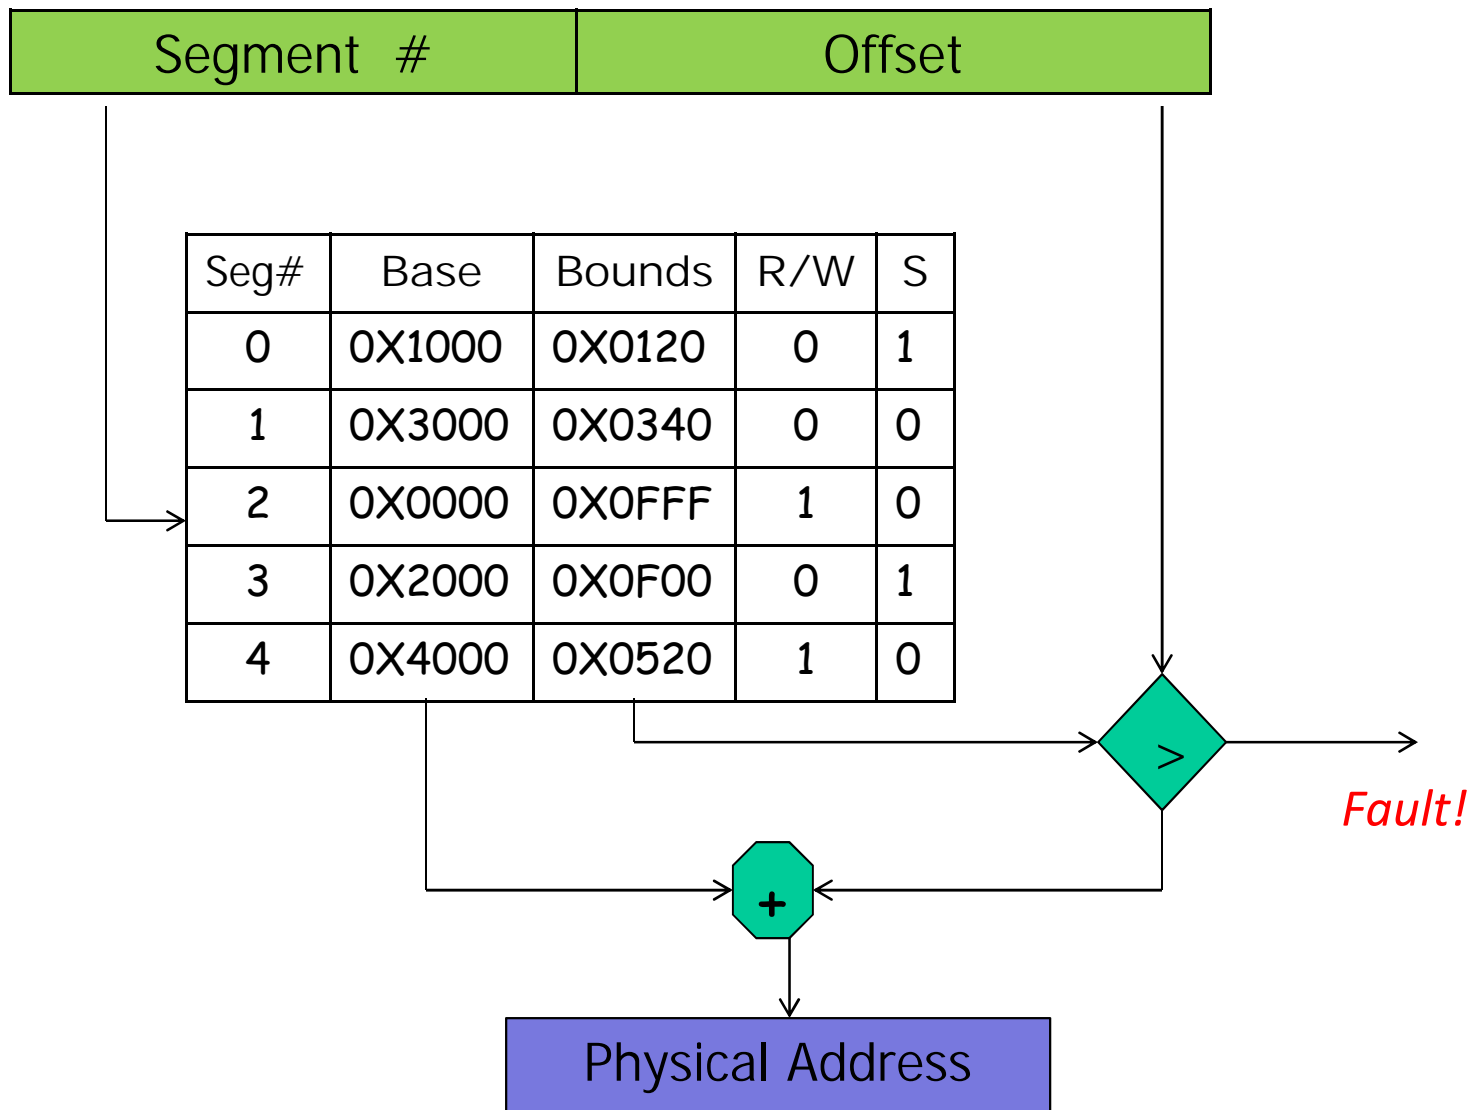 Segment # Offset
Seg# Base Bounds R/W S
0 0X1000 0X0120 0 1
1 0X3000 0X0340 0 0
2 0X0000 0X0FFF 1 0
3 0X2000 0X0F00 0 1
4 0X4000 0X0520 1 0
>
Fault!
+
Physical Address